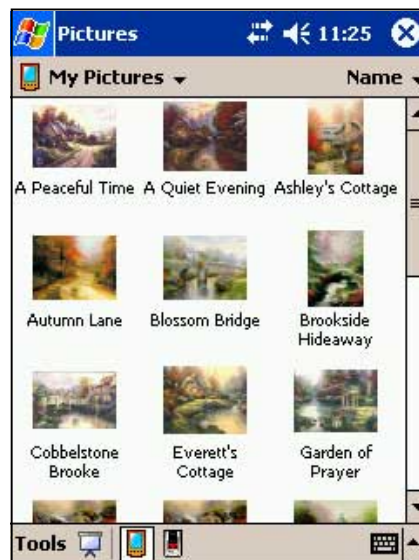 Pictures 11:25
My Pictures Name
A Peaceful Time A Quiet Evening Ashley's Cottage
Autumn Lane Blossom Bridge Brookside
Hideaway
Cobbelstone Everett's Garden of
Brooke Cottage Prayer
Tools